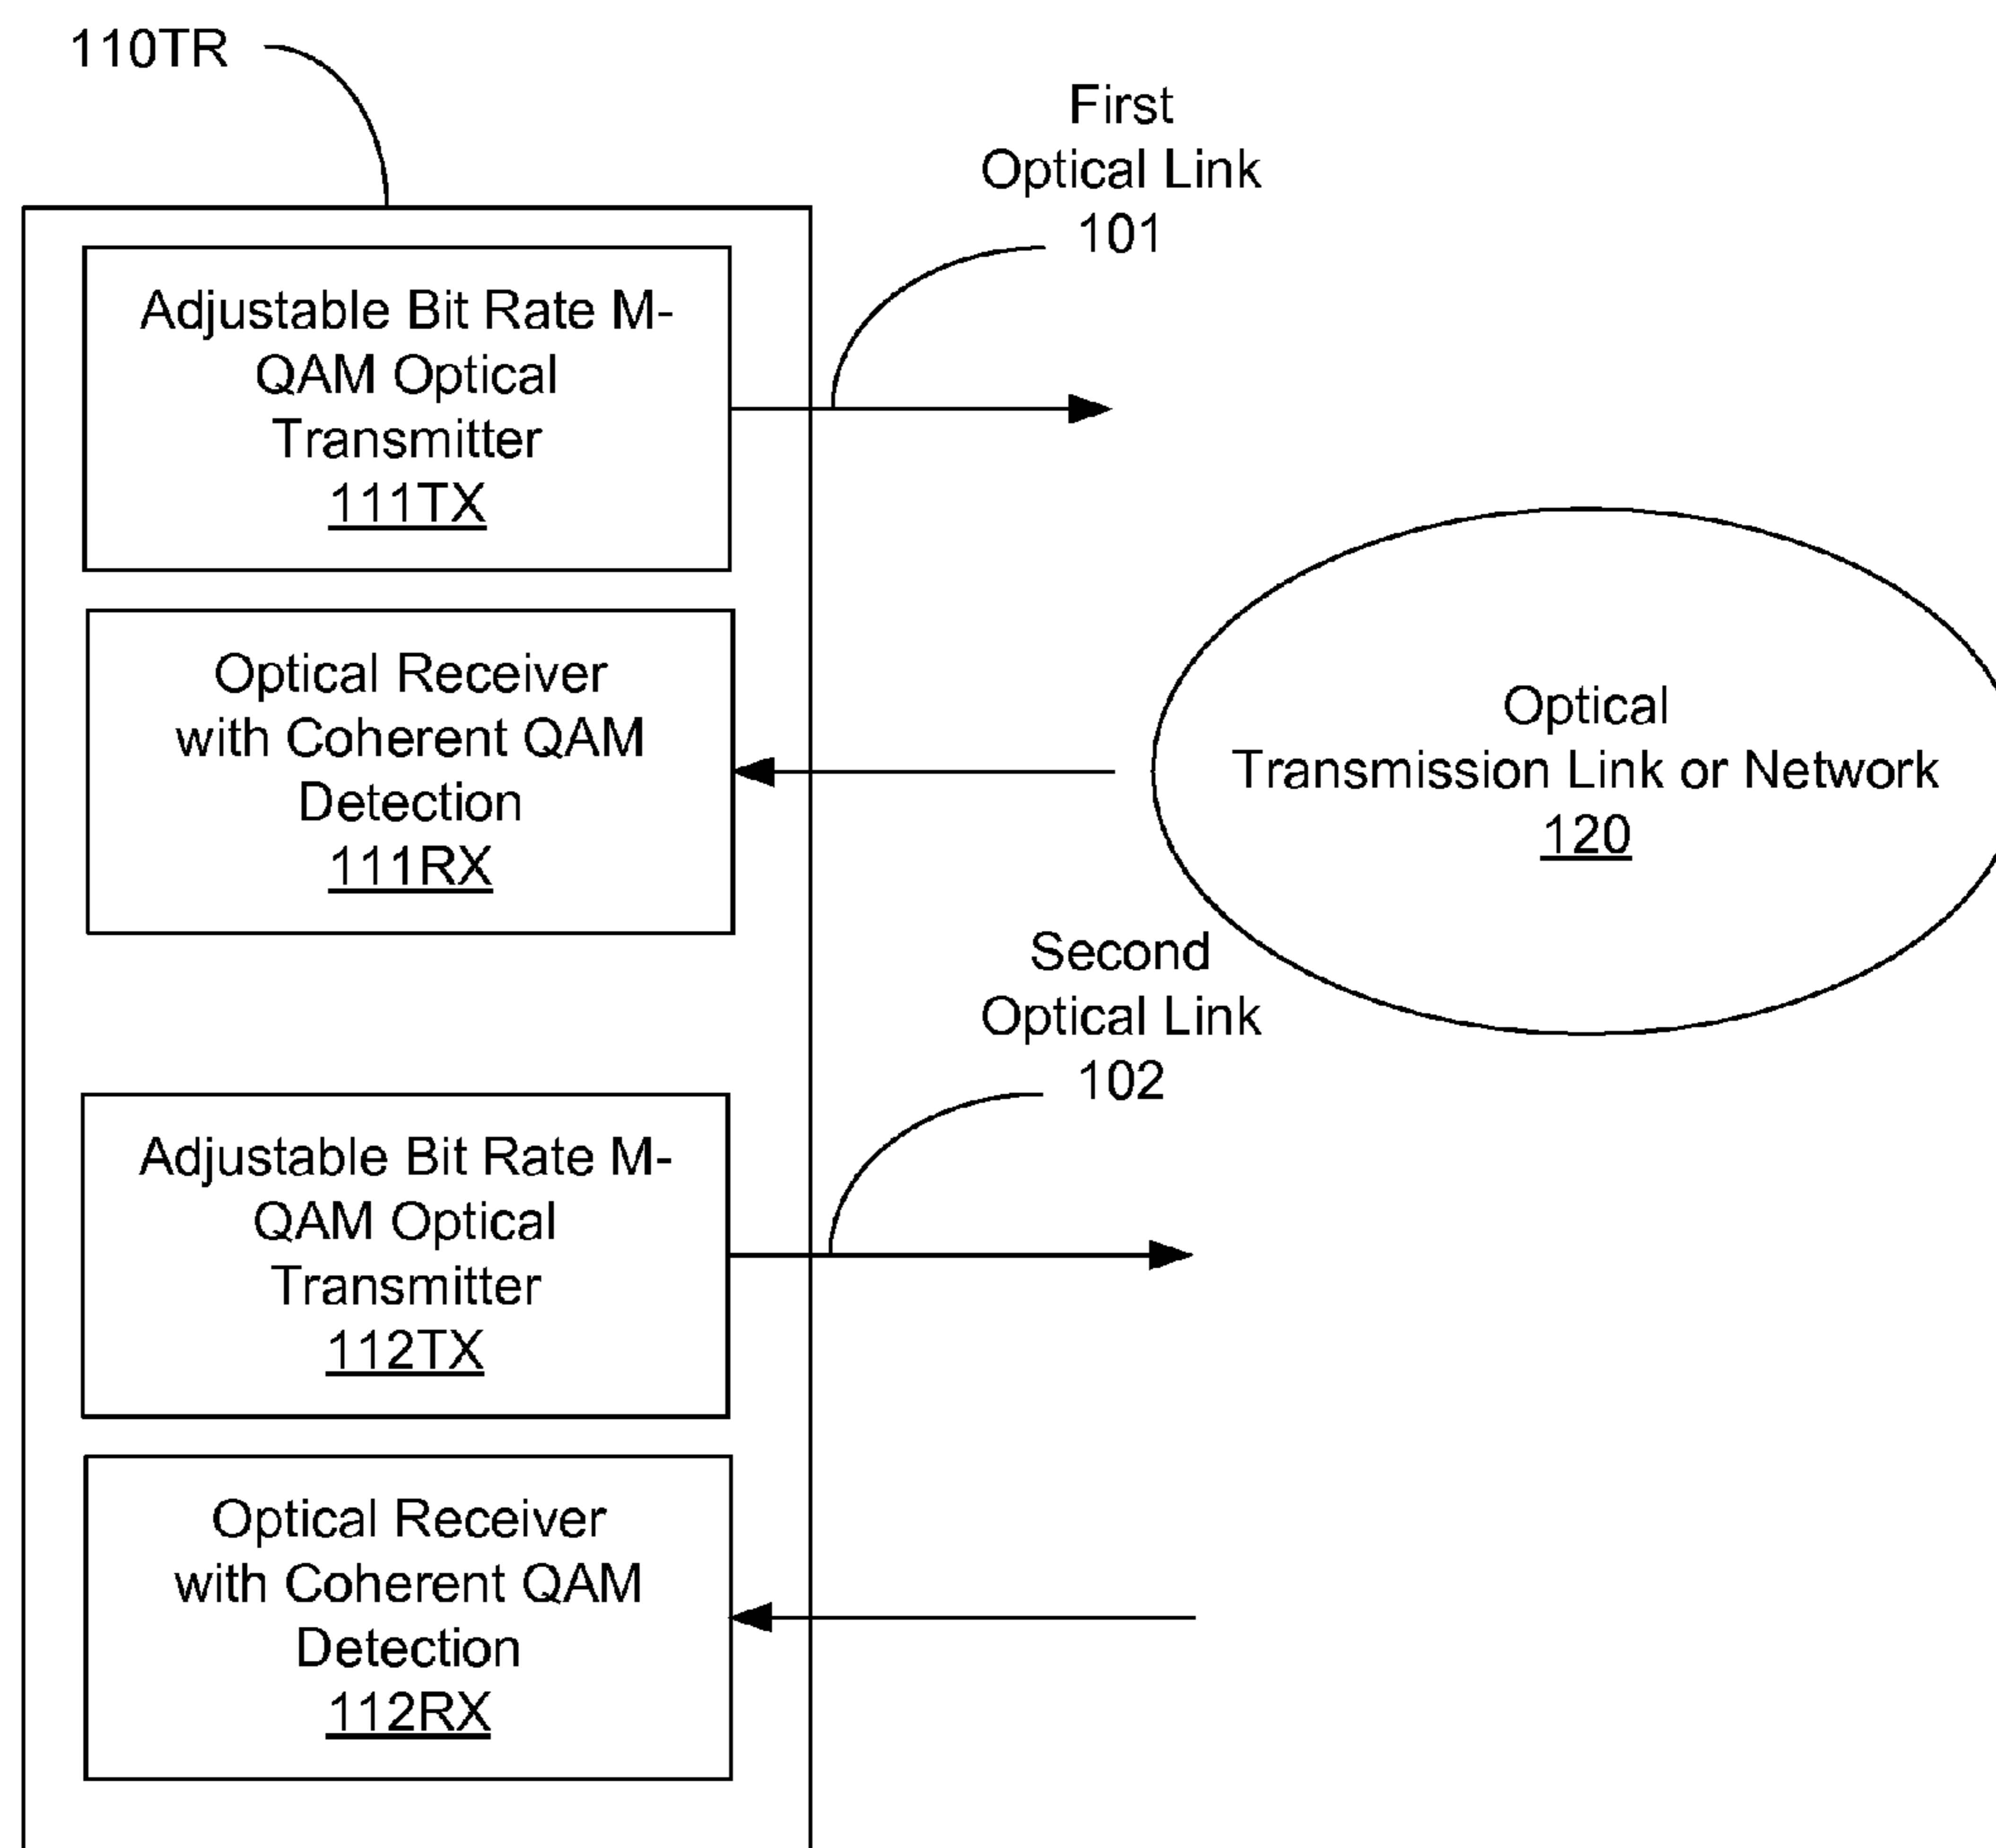 110TR
First
Optical Link
101
Adjustable Bit Rate M-
QAM Optical
Transmitter
111TX
Optical Receiver
with Coherent QAM
Detection
111RX
Optical
Transmission Link or Network
120
Second
Optical Link
102
Adjustable Bit Rate M-
QAM Optical
Transmitter
112TX
Optical Receiver
with Coherent QAM
Detection
112RX